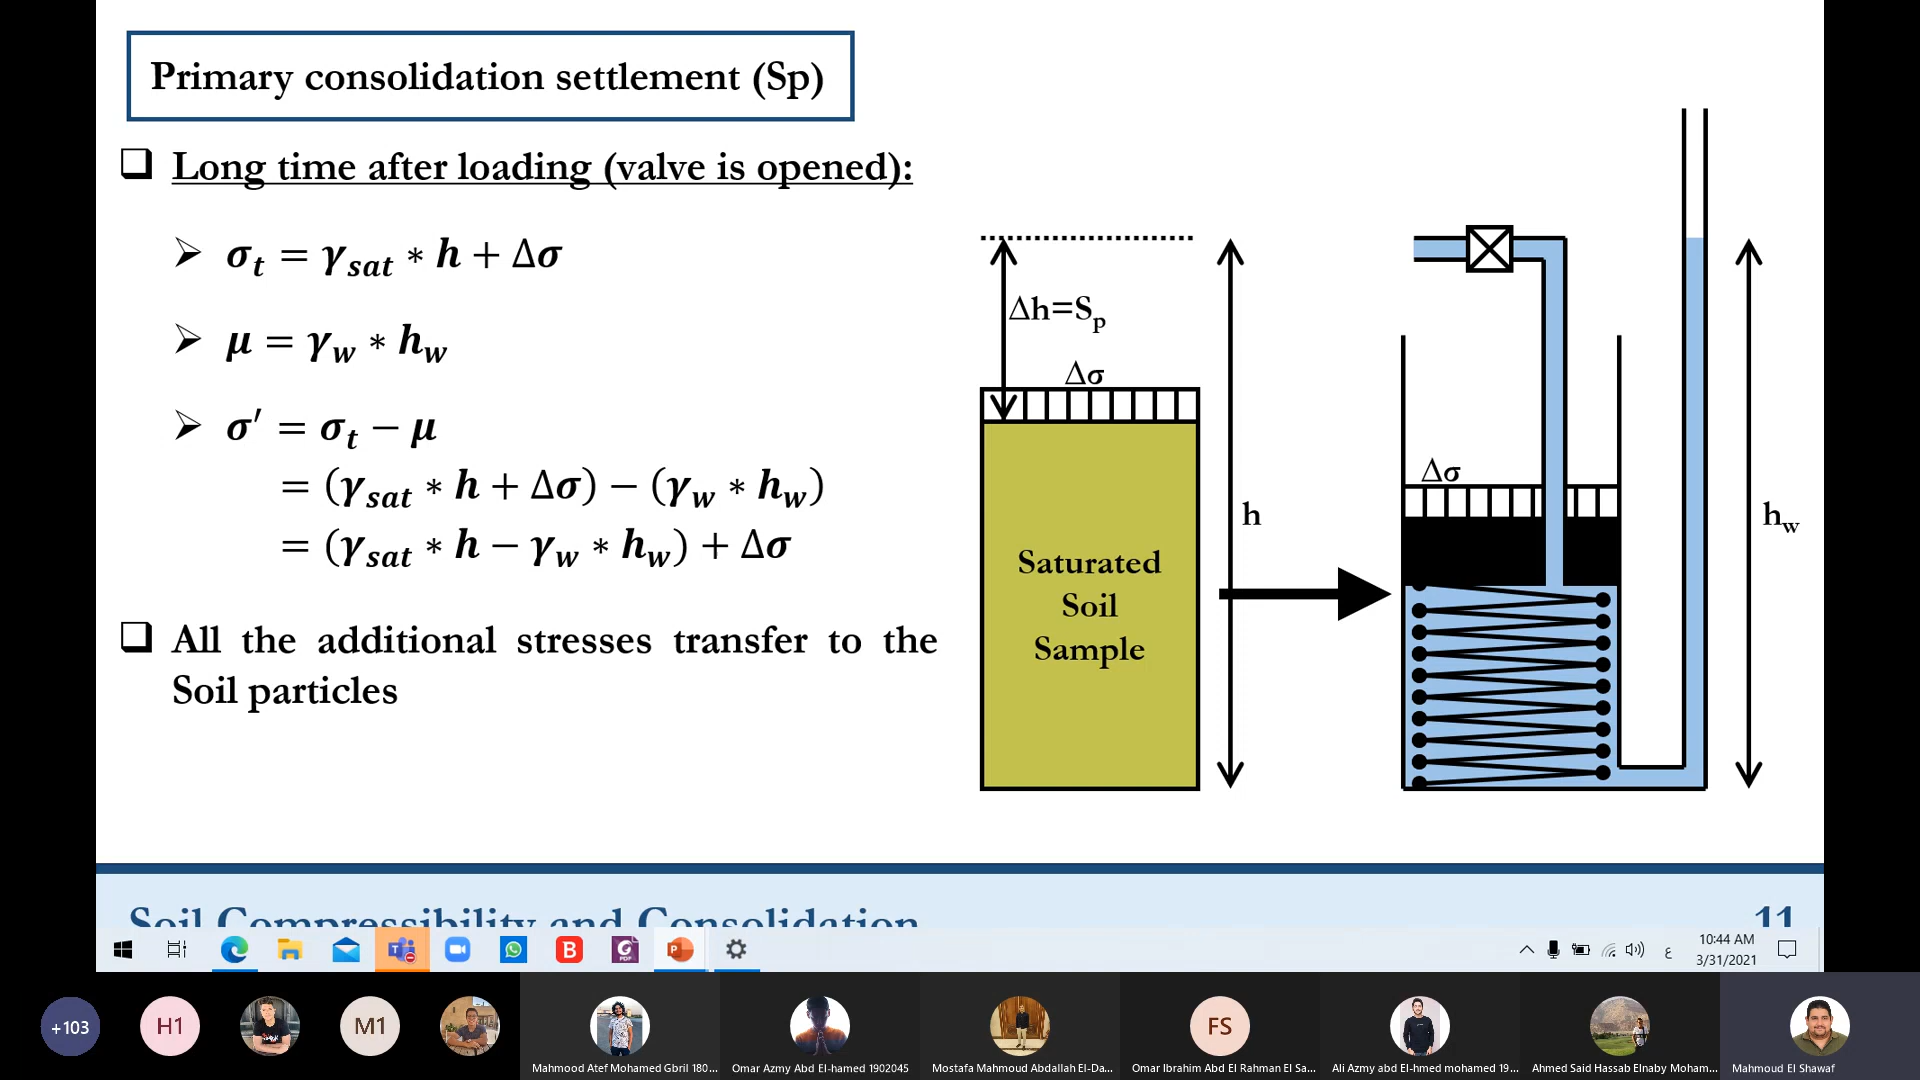 Primary consolidation settlement (Sp)
❑ Long time after loading (valve is opened):
➢ σ_t = γ_sat * h + Δσ
➢ μ = γ_w * h_w
➢ σ′ = σ_t − μ
= (γ_sat * h + Δσ) − (γ_w * h_w)
= (γ_sat * h − γ_w * h_w) + Δσ
❑ All the additional stresses transfer to the
Soil particles
Δh=S_p
Δσ
h
Saturated
Soil
Sample
Δσ
h_w
Soil Compressibility and Consolidation
11
T
B
PDF
P
ع
10:44 AM
3/31/2021
+103
H1
M1
FS
Mahmood Atef Mohamed Gbril 180...
Omar Azmy Abd El-hamed 1902045
Mostafa Mahmoud Abdallah El-Da...
Omar Ibrahim Abd El Rahman El Sa...
Ali Azmy abd El-hmed mohamed 19...
Ahmed Said Hassab Elnaby Moham...
Mahmoud El Shawaf